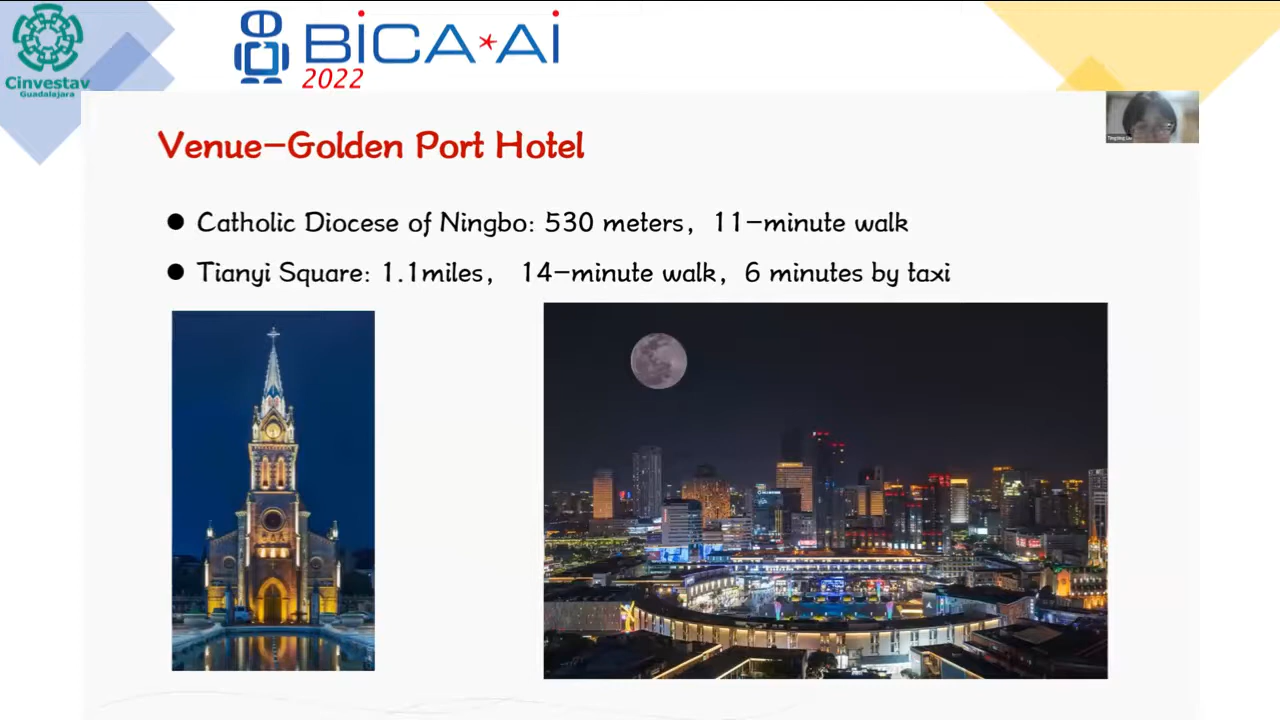 Cinvestav
Guadalajara
BiCA*Ai
2022
Venue-Golden Port Hotel
● Catholic Diocese of Ningbo: 530 meters, 11-minute walk
● Tianyi Square: 1.1miles, 14-minute walk, 6 minutes by taxi